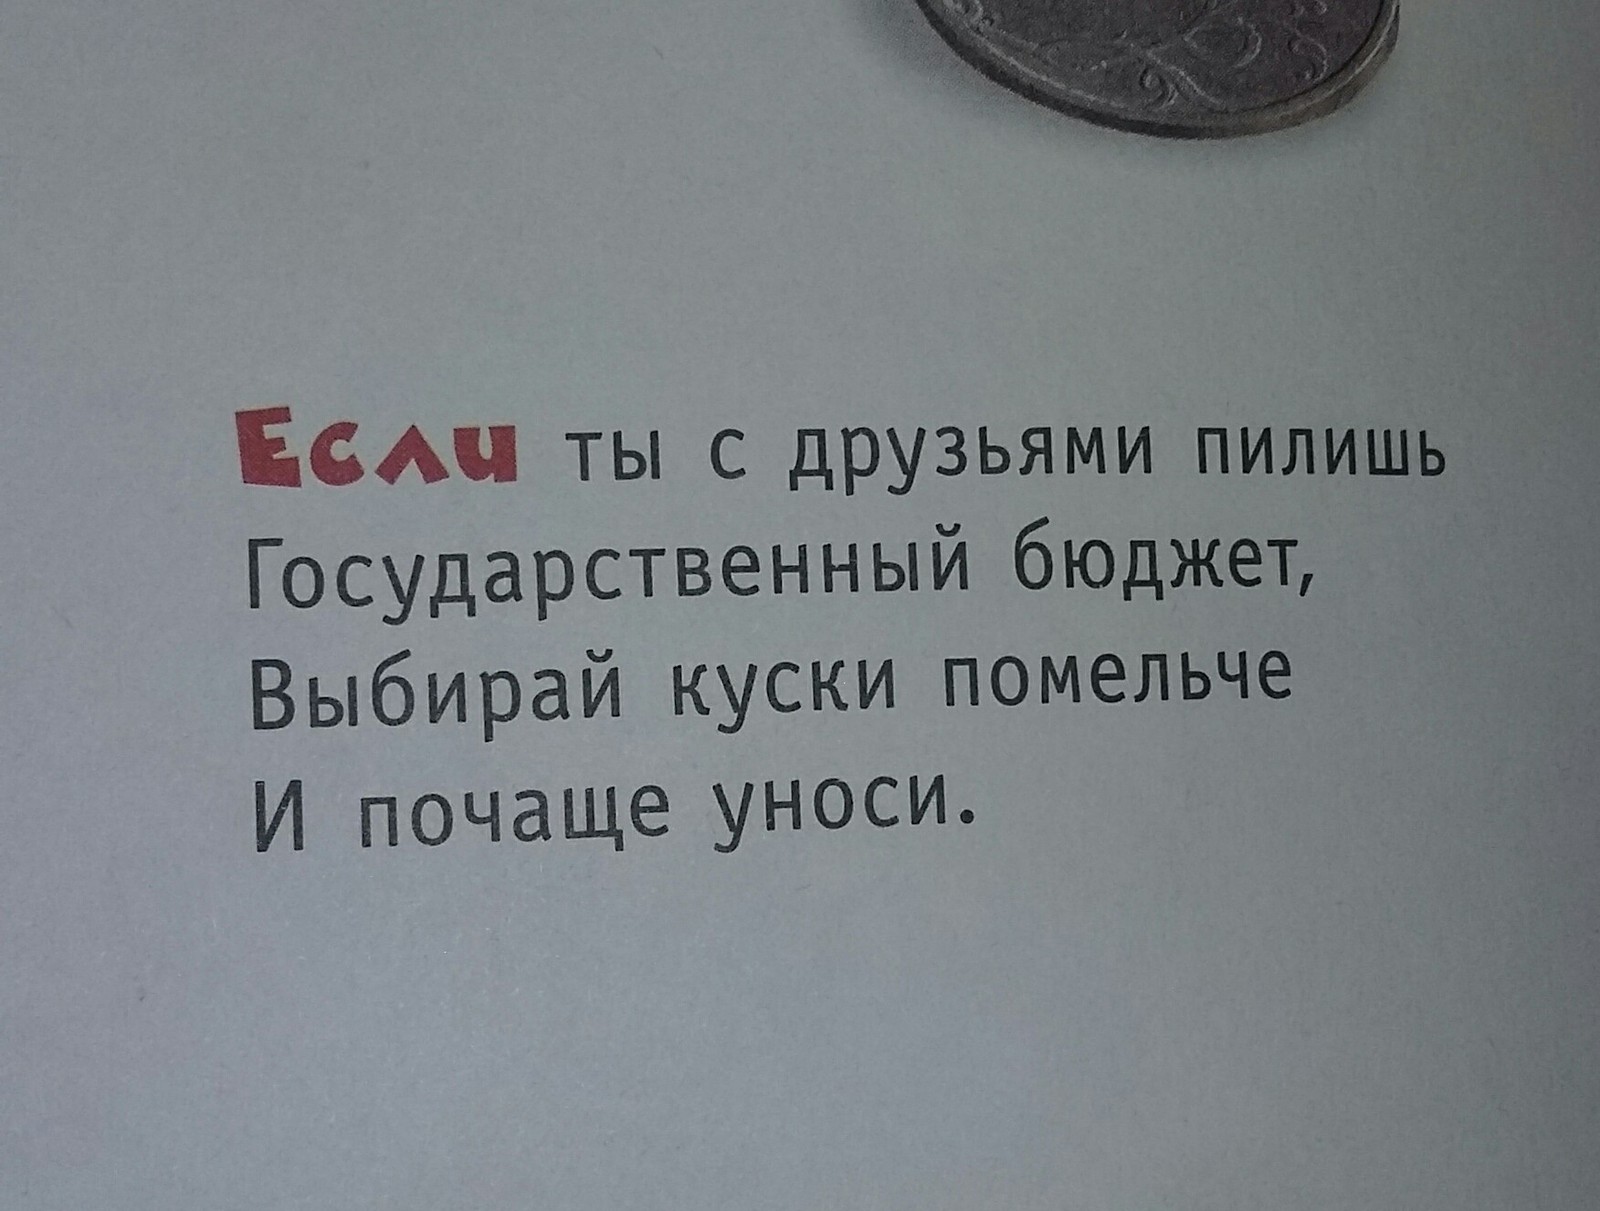 Если ты с друзьями пилишь
Государственный бюджет,
Выбирай куски помельче
И почаще уноси.